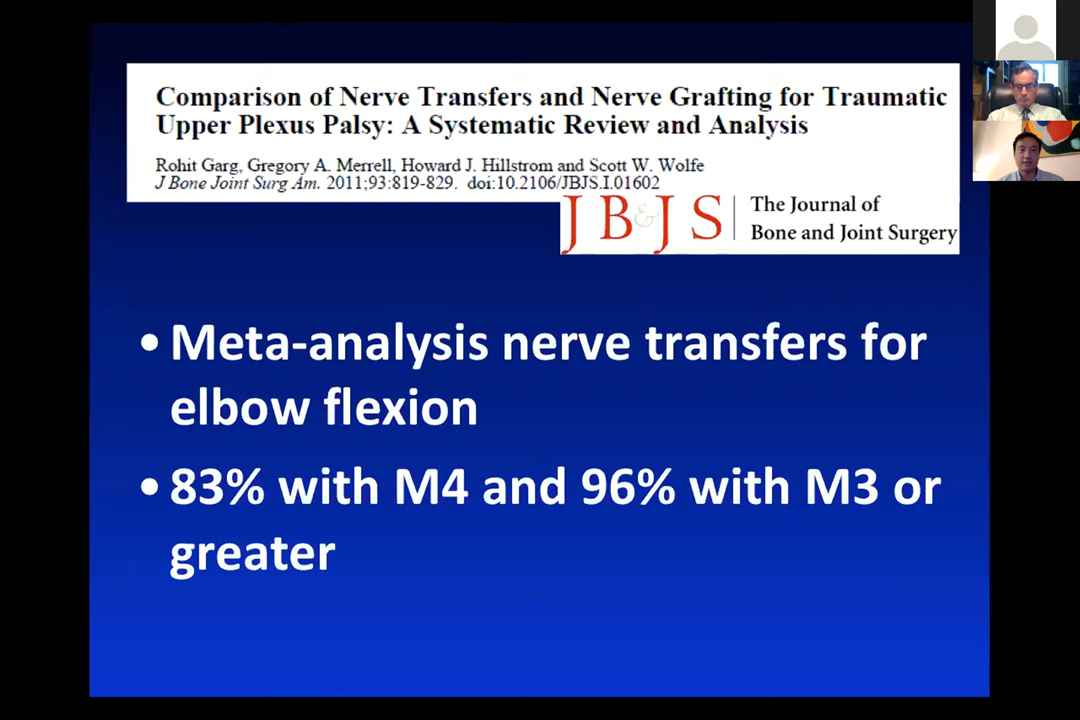 Comparison of Nerve Transfers and Nerve Grafting for Traumatic
Upper Plexus Palsy: A Systematic Review and Analysis
Rohit Garg, Gregory A. Merrell, Howard J. Hillstrom and Scott W. Wolfe
J Bone Joint Surg Am. 2011;93:819-829. doi:10.2106/JBJS.I.01602
JB&JS
The Journal of
Bone and Joint Surgery
• Meta-analysis nerve transfers for
elbow flexion
• 83% with M4 and 96% with M3 or
greater